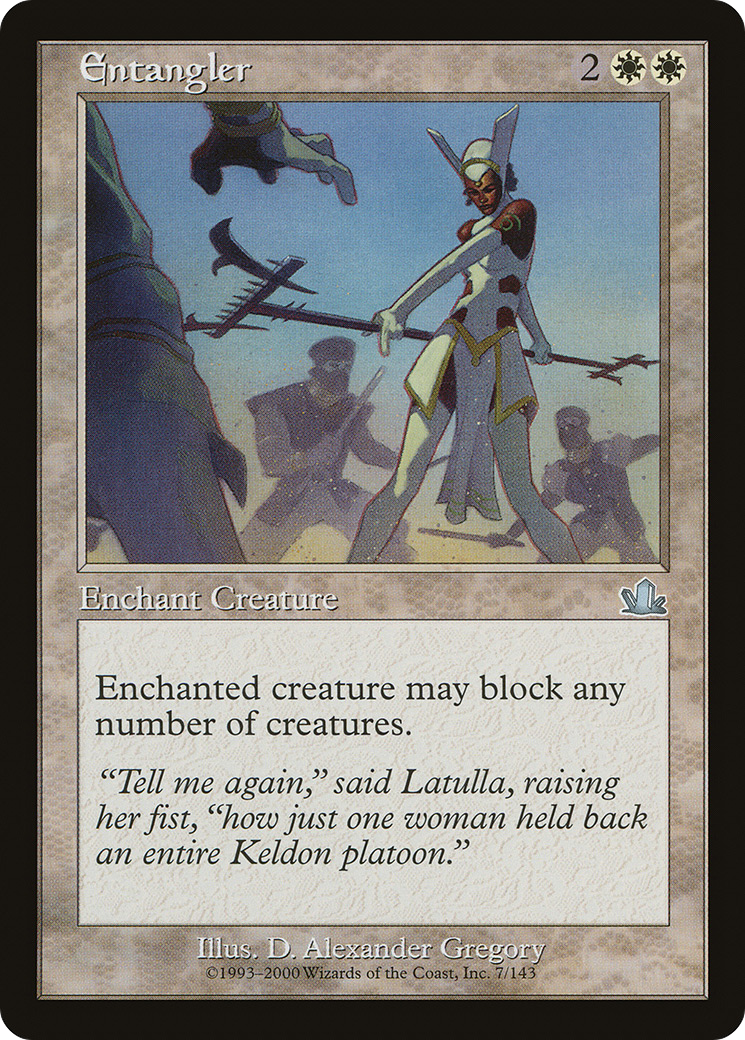 Entangler 2
Enchant Creature
Enchanted creature may block any
number of creatures.
“Tell me again,” said Latulla, raising
her fist, “how just one woman held back
an entire Keldon platoon.”
Illus. D. Alexander Gregory
©1993–2000 Wizards of the Coast, Inc. 7/143